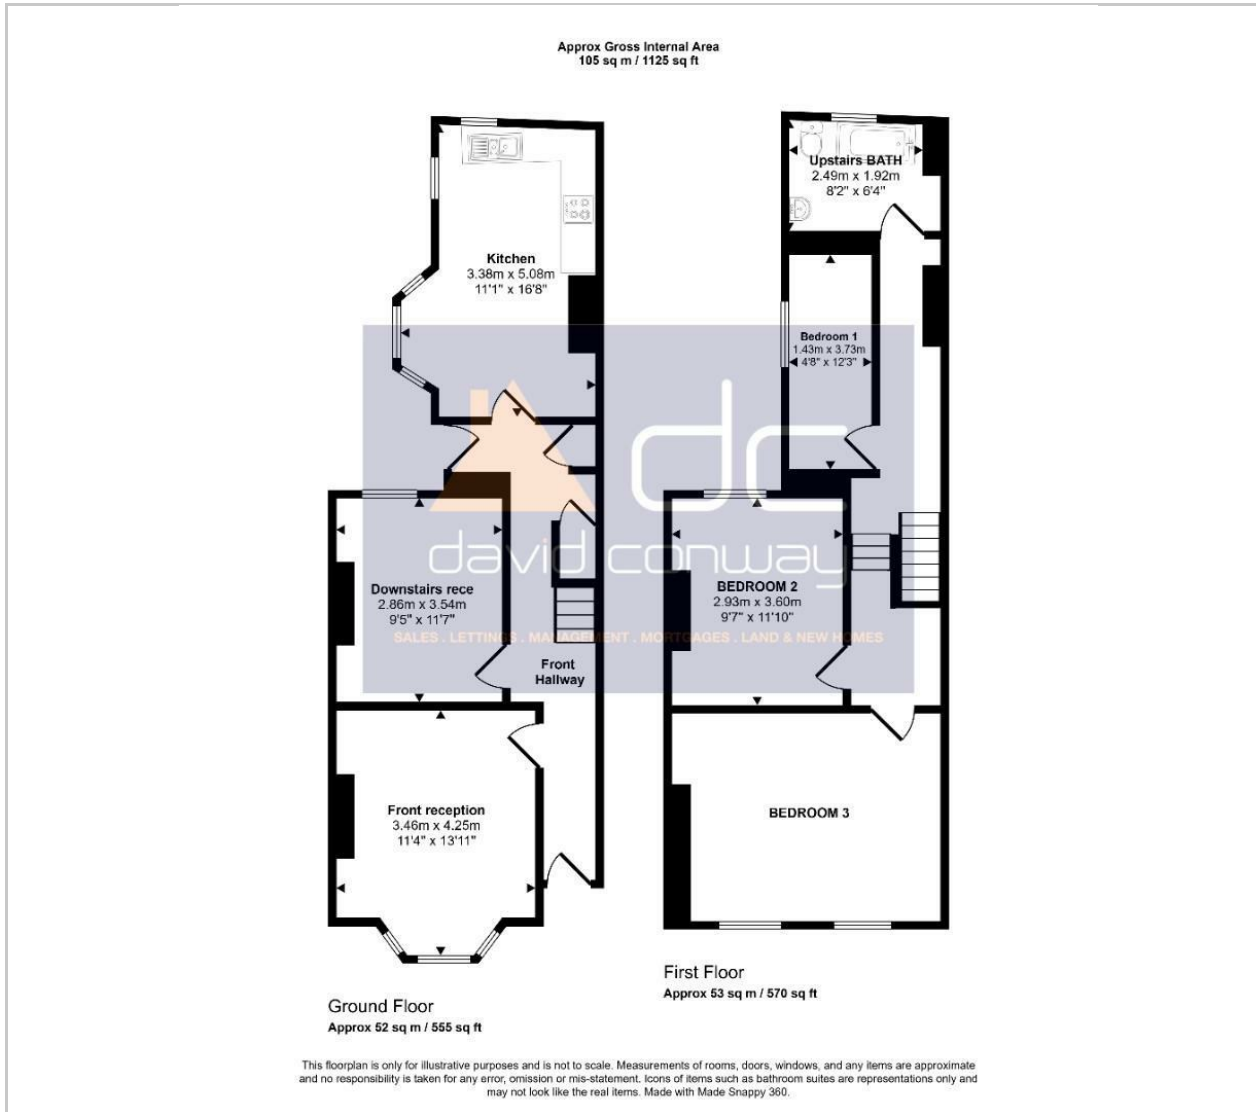 Approx Gross Internal Area
105 sq m / 1125 sq ft
Kitchen
3.38m x 5.08m
11'1" x 16'8"
Upstairs BATH
2.49m x 1.92m
8'2" x 6'4"
Bedroom 1
1.43m x 3.73m
4'8" x 12'3"
dc
david conway
SALES . LETTINGS . MANAGEMENT . MORTGAGES . LAND & NEW HOMES
Downstairs rece
2.86m x 3.54m
9'5" x 11'7"
BEDROOM 2
2.93m x 3.60m
9'7" x 11'10"
Front
Hallway
Front reception
3.46m x 4.25m
11'4" x 13'11"
BEDROOM 3
Ground Floor
Approx 52 sq m / 555 sq ft
First Floor
Approx 53 sq m / 570 sq ft
This floorplan is only for illustrative purposes and is not to scale. Measurements of rooms, doors, windows, and any items are approximate
and no responsibility is taken for any error, omission or mis-statement. Icons of items such as bathroom suites are representations only and
may not look like the real items. Made with Made Snappy 360.